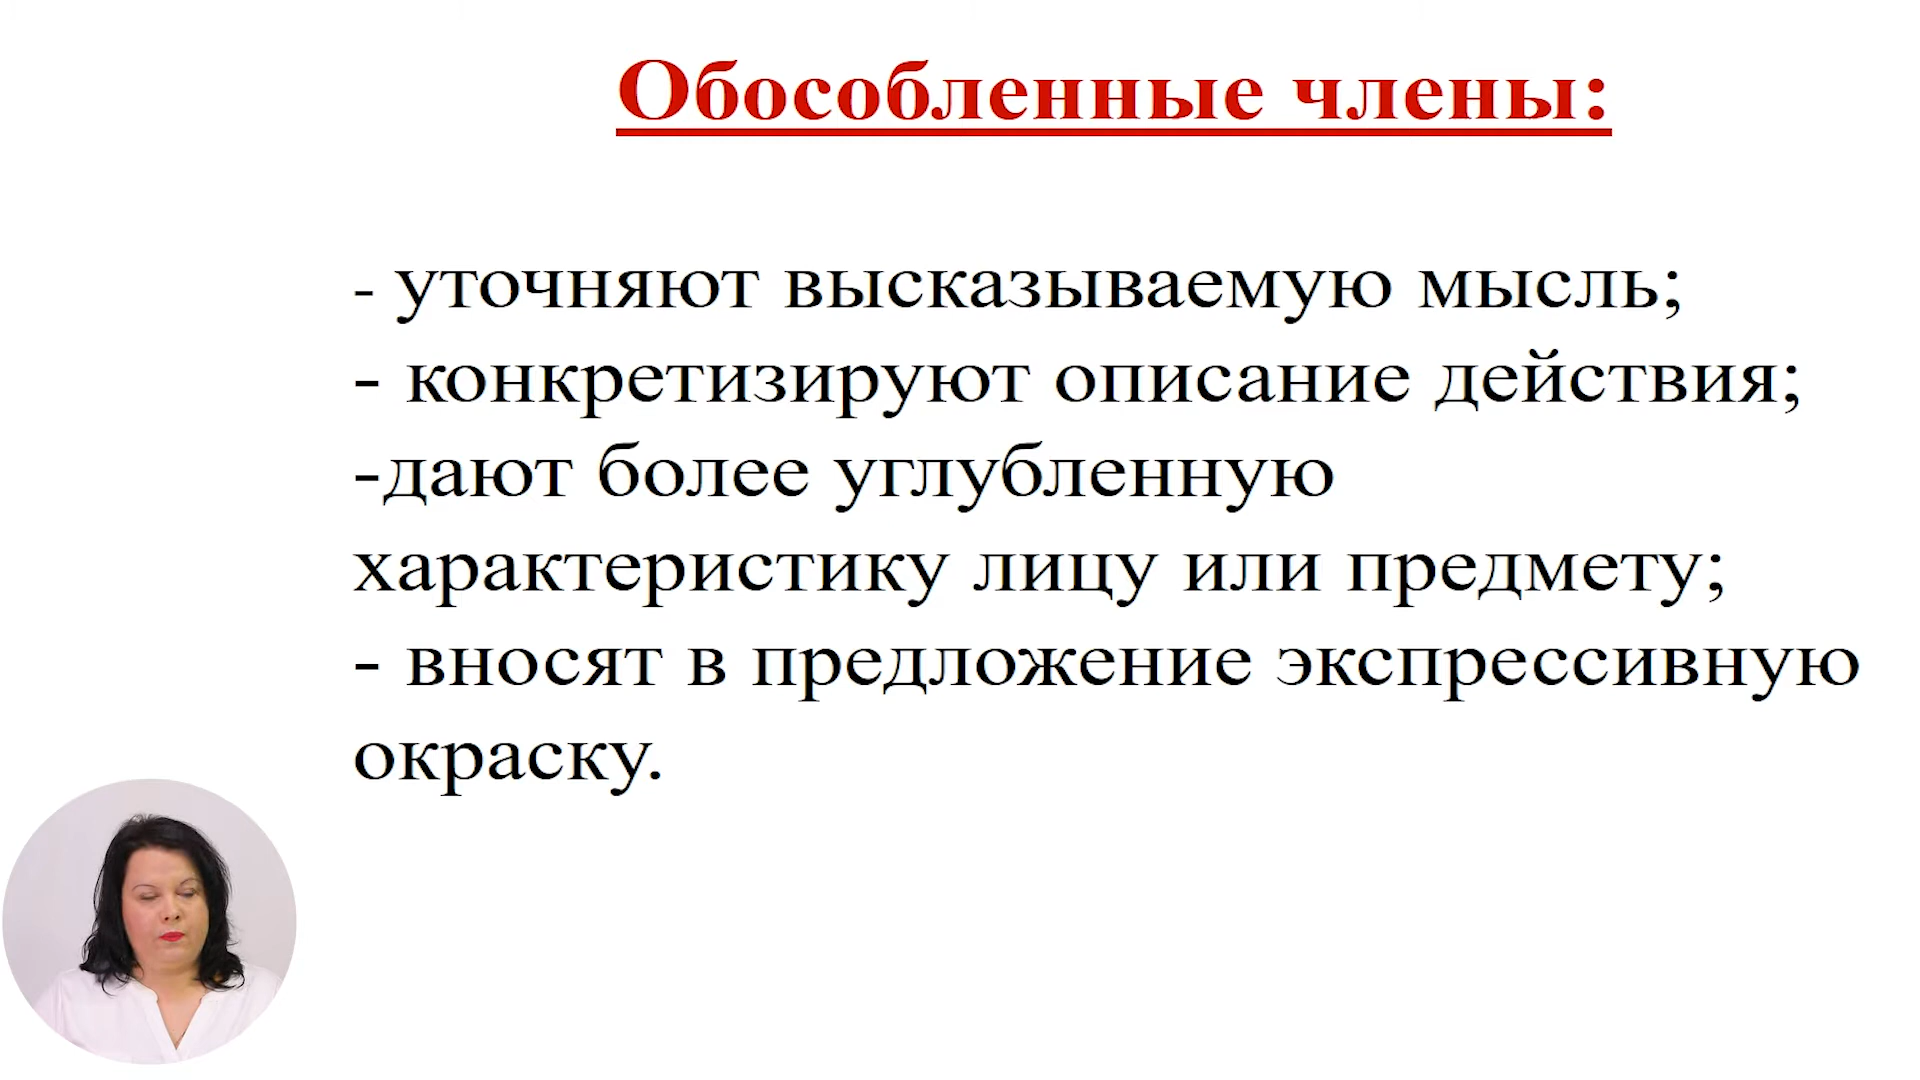 Обособленные члены:
- уточняют высказываемую мысль;
- конкретизируют описание действия;
-дают более углубленную
характеристику лицу или предмету;
- вносят в предложение экспрессивную
окраску.